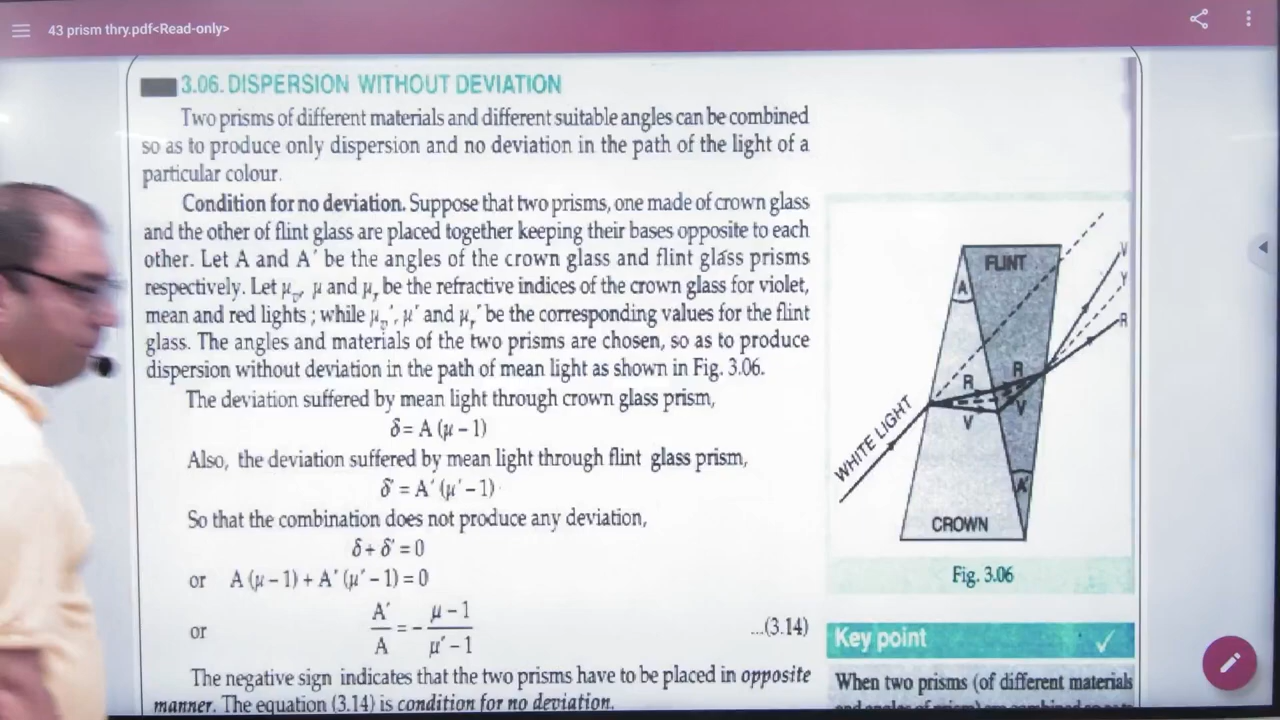 43 prism thry.pdf<Read-only>
3.06. DISPERSION WITHOUT DEVIATION
Two prisms of different materials and different suitable angles can be combined
so as to produce only dispersion and no deviation in the path of the light of a
particular colour.
Condition for no deviation. Suppose that two prisms, one made of crown glass
and the other of flint glass are placed together keeping their bases opposite to each
other. Let A and A′ be the angles of the crown glass and flint glass prisms
respectively. Let μᵥ, μ and μᵣ be the refractive indices of the crown glass for violet,
mean and red lights ; while μᵥ′, μ′ and μᵣ′ be the corresponding values for the flint
glass. The angles and materials of the two prisms are chosen, so as to produce
dispersion without deviation in the path of mean light as shown in Fig. 3.06.
The deviation suffered by mean light through crown glass prism,
δ = A (μ − 1)
Also, the deviation suffered by mean light through flint glass prism,
δ′ = A′ (μ′ − 1)
So that the combination does not produce any deviation,
δ + δ′ = 0
or A (μ − 1) + A′ (μ′ − 1) = 0
or A′/A = − (μ − 1)/(μ′ − 1) ...(3.14)
The negative sign indicates that the two prisms have to be placed in opposite
manner. The equation (3.14) is condition for no deviation.
FLINT
A
V
Y
R
R
R
V
V
WHITE LIGHT
A′
CROWN
Fig. 3.06
Key point
When two prisms (of different materials